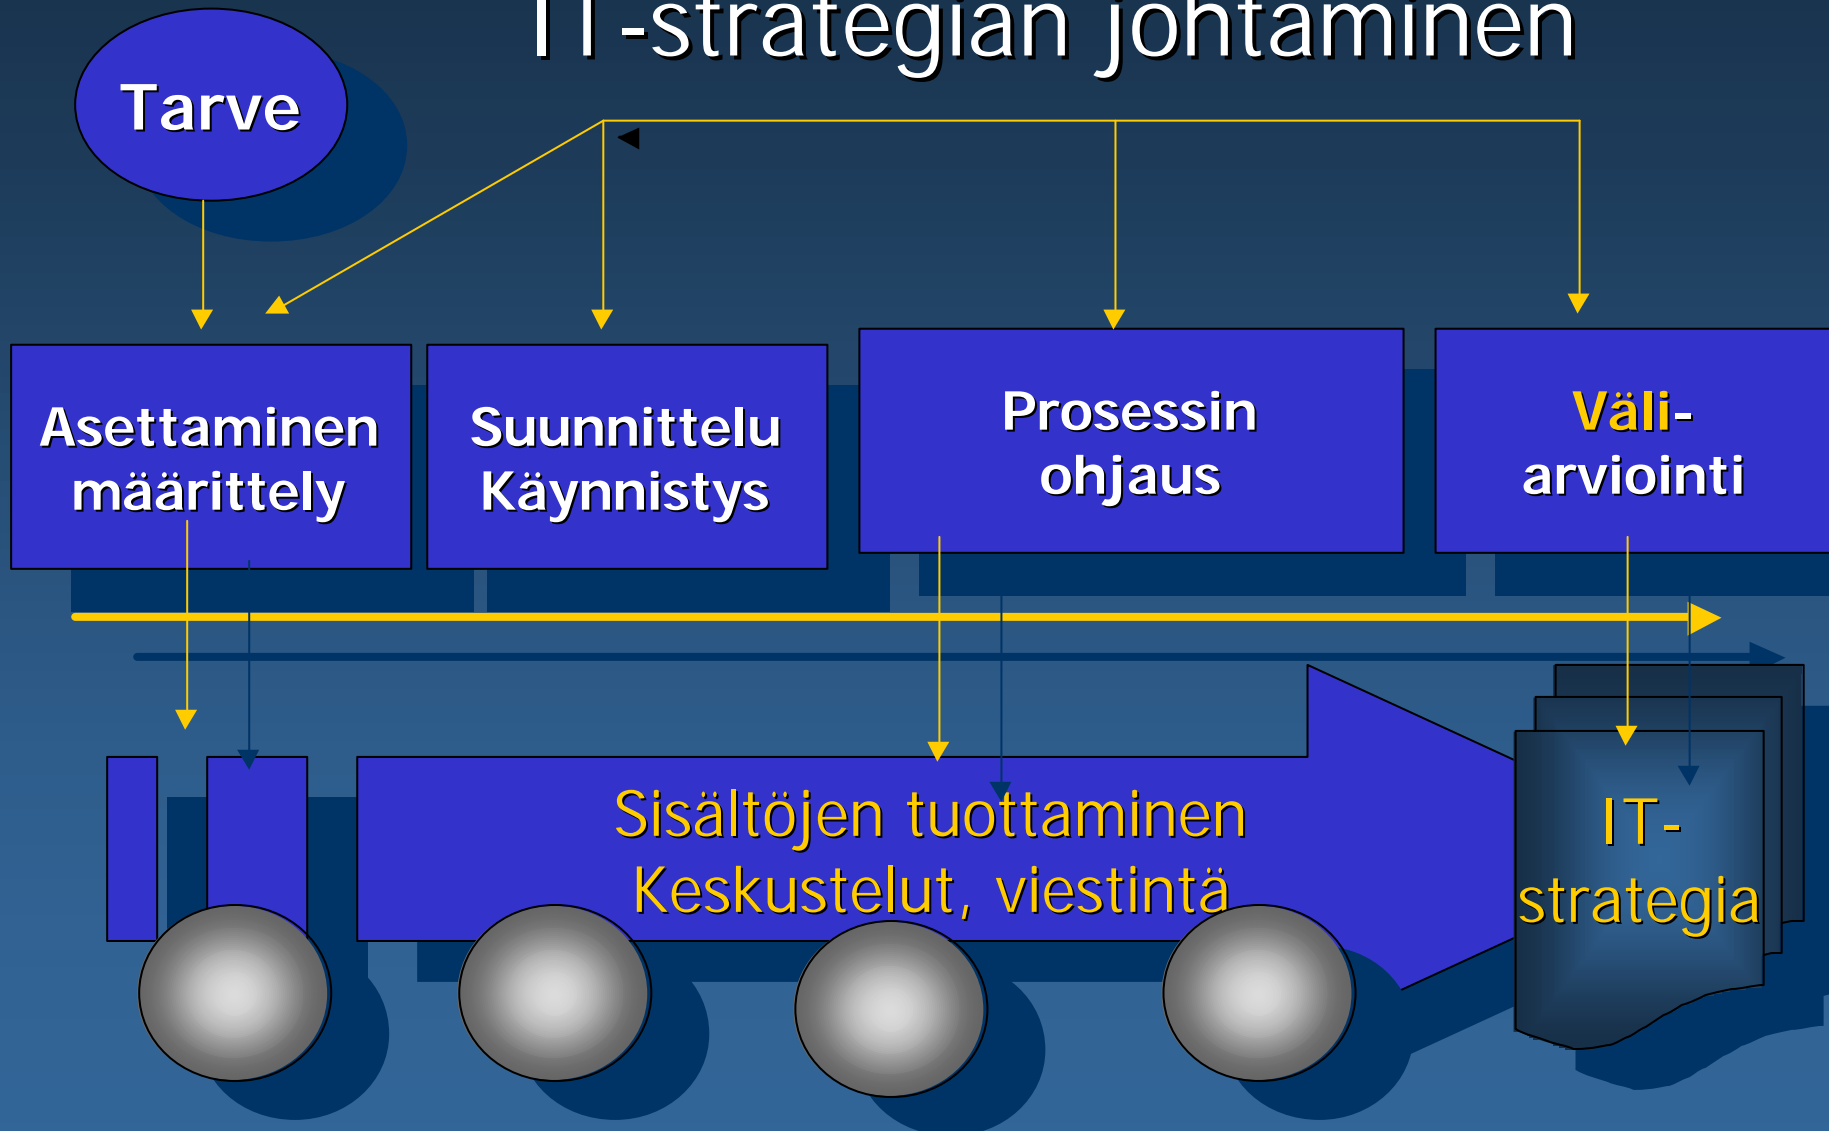 IT-strategian johtaminen
Tarve
Asettaminen
määrittely
Suunnittelu
Käynnistys
Prosessin
ohjaus
Väli-
arviointi
Sisältöjen tuottaminen
Keskustelut, viestintä
IT-
strategia